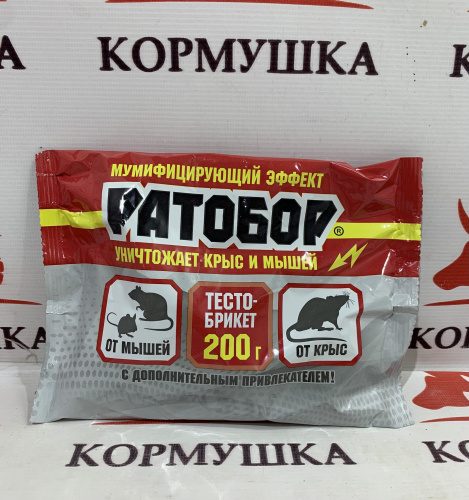 КОРМУШКА
МУМИФИЦИРУЮЩИЙ ЭФФЕКТ
РАТОБОР®
УНИЧТОЖАЕТ КРЫС И МЫШЕЙ
ТЕСТО-
БРИКЕТ
200 г
ОТ МЫШЕЙ
ОТ КРЫС
С ДОПОЛНИТЕЛЬНЫМ ПРИВЛЕКАТЕЛЕМ!
КОРМУШКА